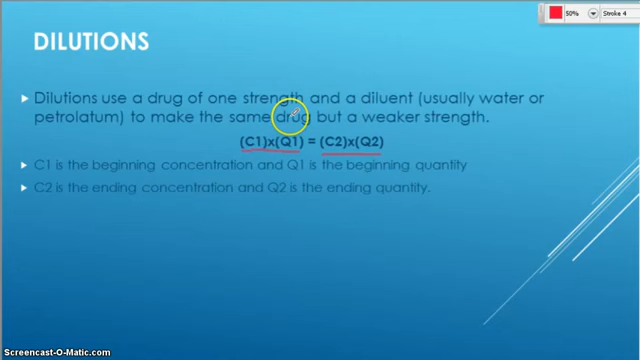 50% Stroke 4
DILUTIONS
Dilutions use a drug of one strength and a diluent (usually water or
petrolatum) to make the same drug but a weaker strength.
(C1)x(Q1) = (C2)x(Q2)
C1 is the beginning concentration and Q1 is the beginning quantity
C2 is the ending concentration and Q2 is the ending quantity.
Screencast-O-Matic.com